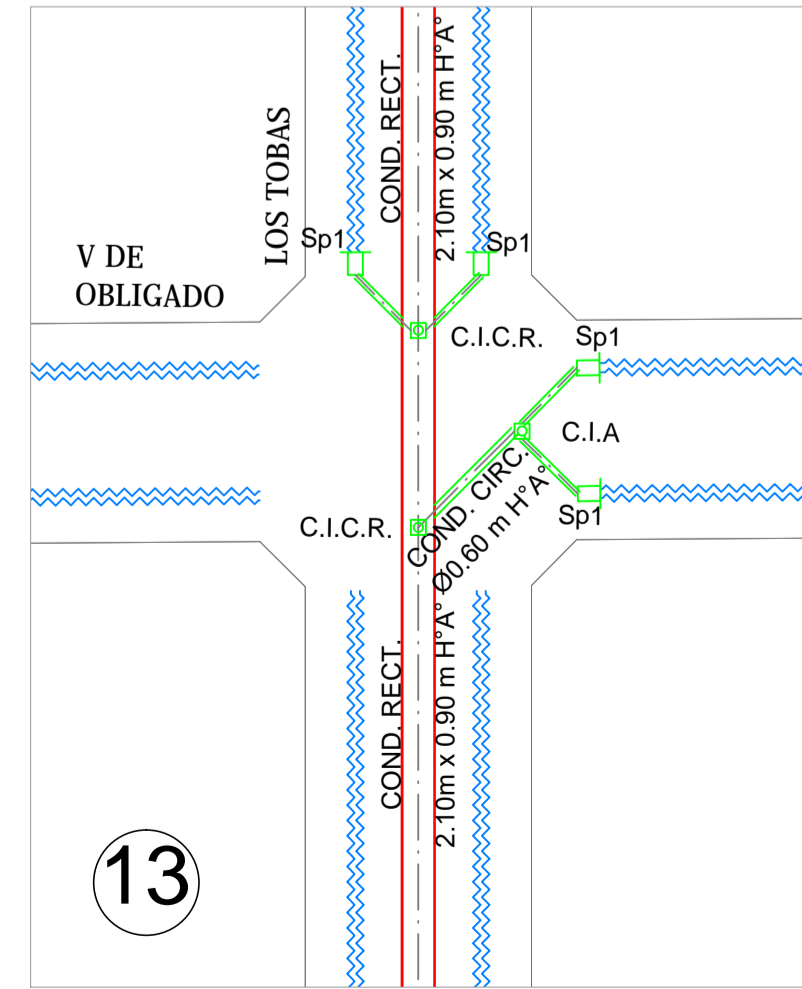 COND. RECT.
2.10m x 0.90 m H°A°
LOS TOBAS
V DE
OBLIGADO
Sp1
Sp1
C.I.C.R.
Sp1
C.I.A
Sp1
COND. CIRC.
Ø0.60 m H°A°
C.I.C.R.
COND. RECT.
2.10m x 0.90 m H°A°
13